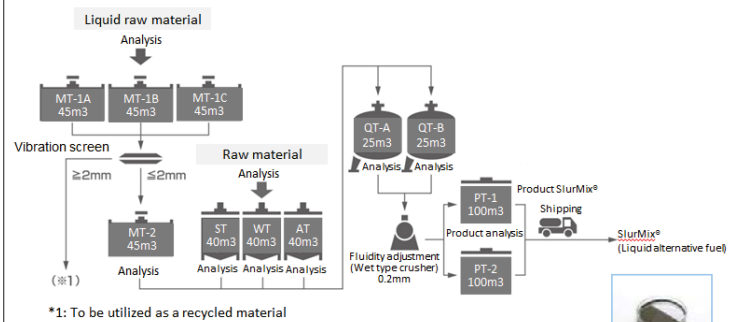 Liquid raw material
Analysis
MT-1A
45m3
MT-1B
45m3
MT-1C
45m3
Vibration screen
≧2mm
≦2mm
Raw material
Analysis
MT-2
45m3
ST
40m3
WT
40m3
AT
40m3
Analysis
Analysis
Analysis
Analysis
(※1)
*1: To be utilized as a recycled material
QT-A
25m3
QT-B
25m3
Analysis
Analysis
Fluidity adjustment
(Wet type crusher)
0.2mm
PT-1
100m3
Product SlurMix®
Shipping
Product analysis
PT-2
100m3
SlurMix®
(Liquid alternative fuel)